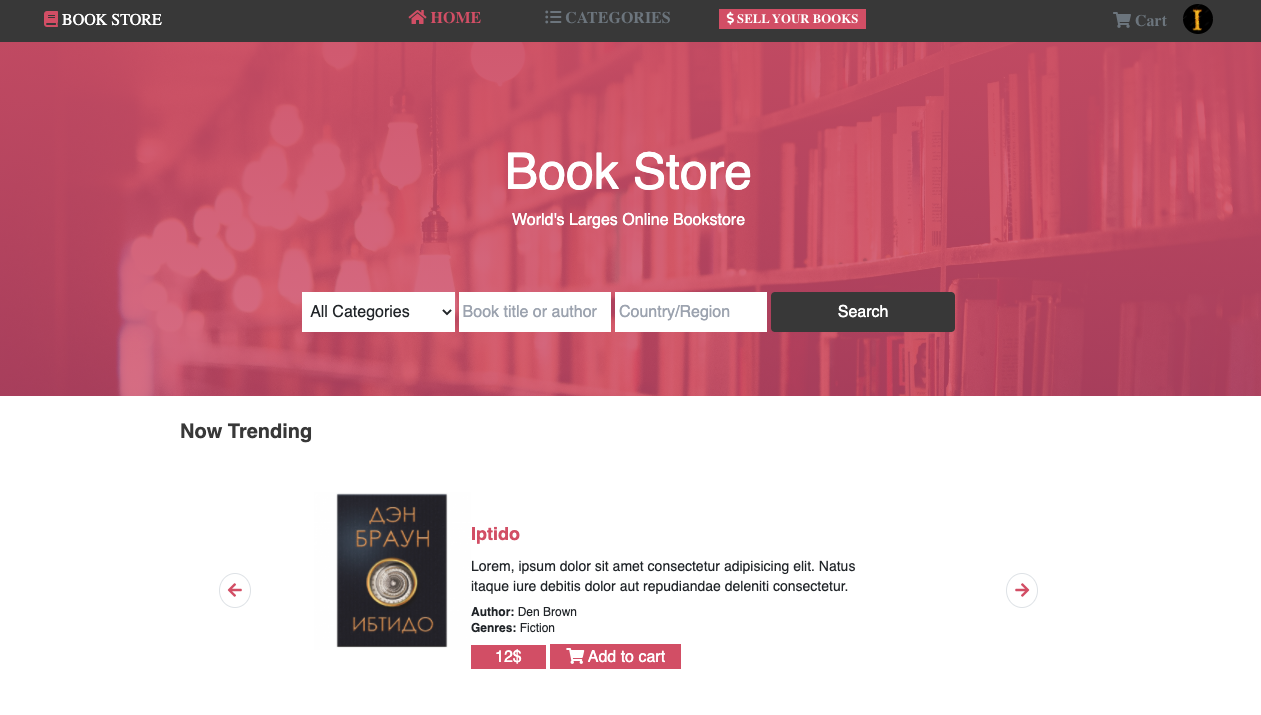 BOOK STORE
HOME
CATEGORIES
$ SELL YOUR BOOKS
Cart
I
Book Store
World's Larges Online Bookstore
All Categories
Book title or author
Country/Region
Search
Now Trending
ДЭН
БРАУН
ИБТИДО
Iptido
Lorem, ipsum dolor sit amet consectetur adipisicing elit. Natus
itaque iure debitis dolor aut repudiandae deleniti consectetur.
Author: Den Brown
Genres: Fiction
12$
Add to cart